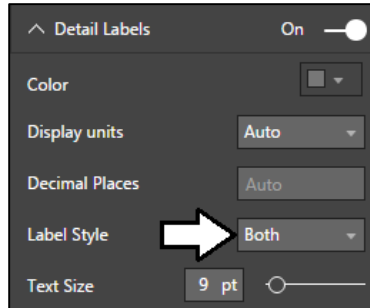 Detail Labels On
Color
Display units Auto
Decimal Places Auto
Label Style Both
Text Size 9 pt